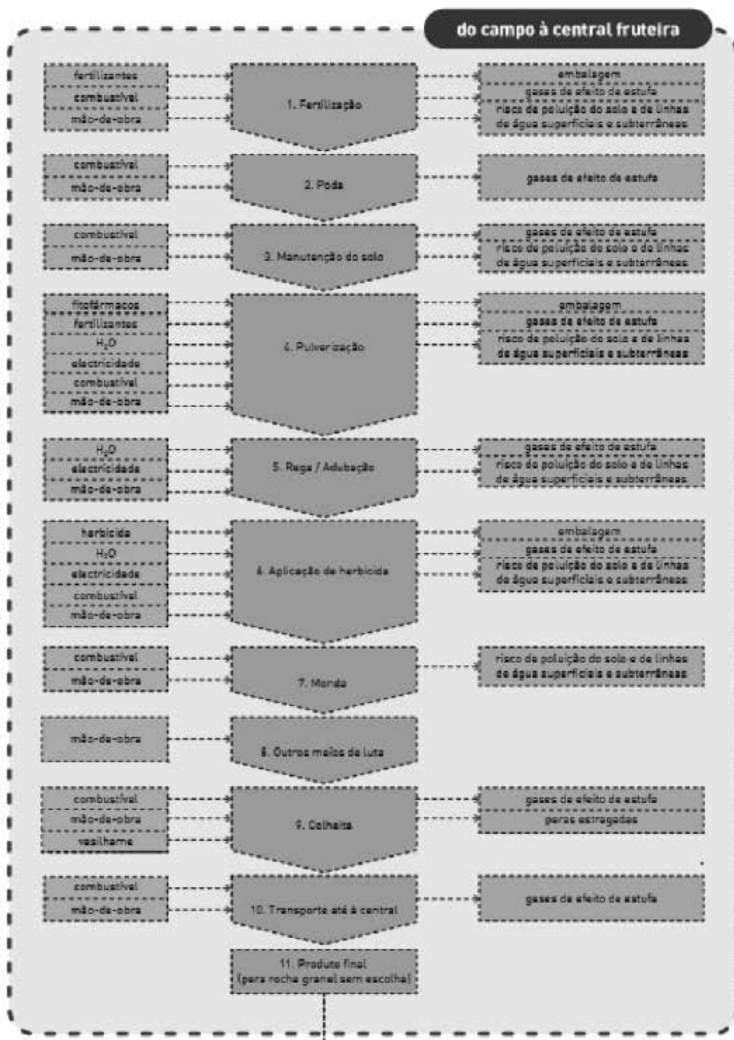 do campo à central fruteira
fertilizantes
combustível
mão-de-obra
1. Fertilização
embalagem
gases de efeito de estufa
risco de poluição do solo e de linhas
de água superficiais e subterrâneas
combustível
mão-de-obra
2. Poda
gases de efeito de estufa
combustível
mão-de-obra
3. Manutenção do solo
gases de efeito de estufa
risco de poluição do solo e de linhas
de água superficiais e subterrâneas
fitofármacos
fertilizantes
H₂O
electricidade
combustível
mão-de-obra
4. Pulverização
embalagem
gases de efeito de estufa
risco de poluição do solo e de linhas
de água superficiais e subterrâneas
H₂O
electricidade
mão-de-obra
5. Rega / Adubação
gases de efeito de estufa
risco de poluição do solo e de linhas
de água superficiais e subterrâneas
herbicida
H₂O
electricidade
combustível
mão-de-obra
6. Aplicação de herbicida
embalagem
gases de efeito de estufa
risco de poluição do solo e de linhas
de água superficiais e subterrâneas
combustível
mão-de-obra
7. Monda
risco de poluição do solo e de linhas
de água superficiais e subterrâneas
mão-de-obra
8. Outros meios de luta
combustível
mão-de-obra
vasilhame
9. Colheita
gases de efeito de estufa
peras estragadas
combustível
mão-de-obra
10. Transporte até à central
gases de efeito de estufa
11. Produto final
(pera rocha granel sem escolha)